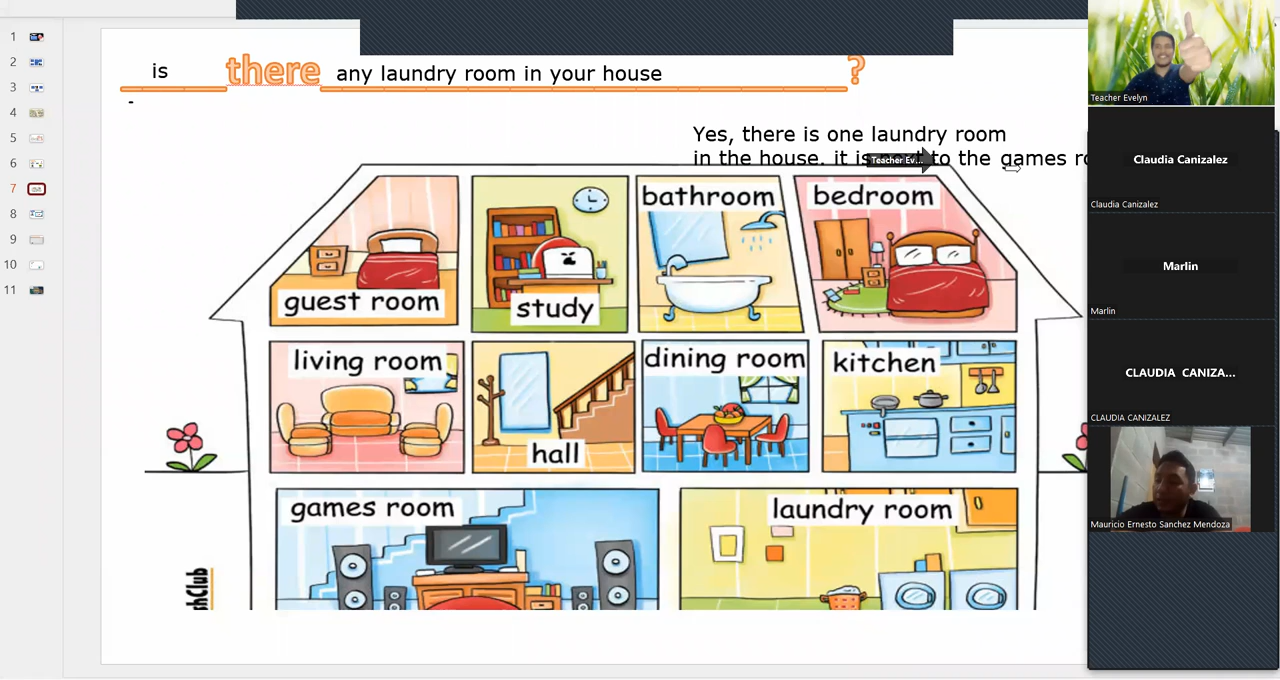 is there any laundry room in your house ?
-
Yes, there is one laundry room
in the house. it is to the games
Teacher Ev...
guest room
study
bathroom
bedroom
living room
hall
dining room
kitchen
games room
laundry room
1
2
3
4
5
6
7
8
9
10
11
Teacher Evelyn
Claudia Canizalez
Claudia Canizalez
Marlin
Marlin
CLAUDIA CANIZA...
CLAUDIA CANIZALEZ
Mauricio Ernesto Sanchez Mendoza